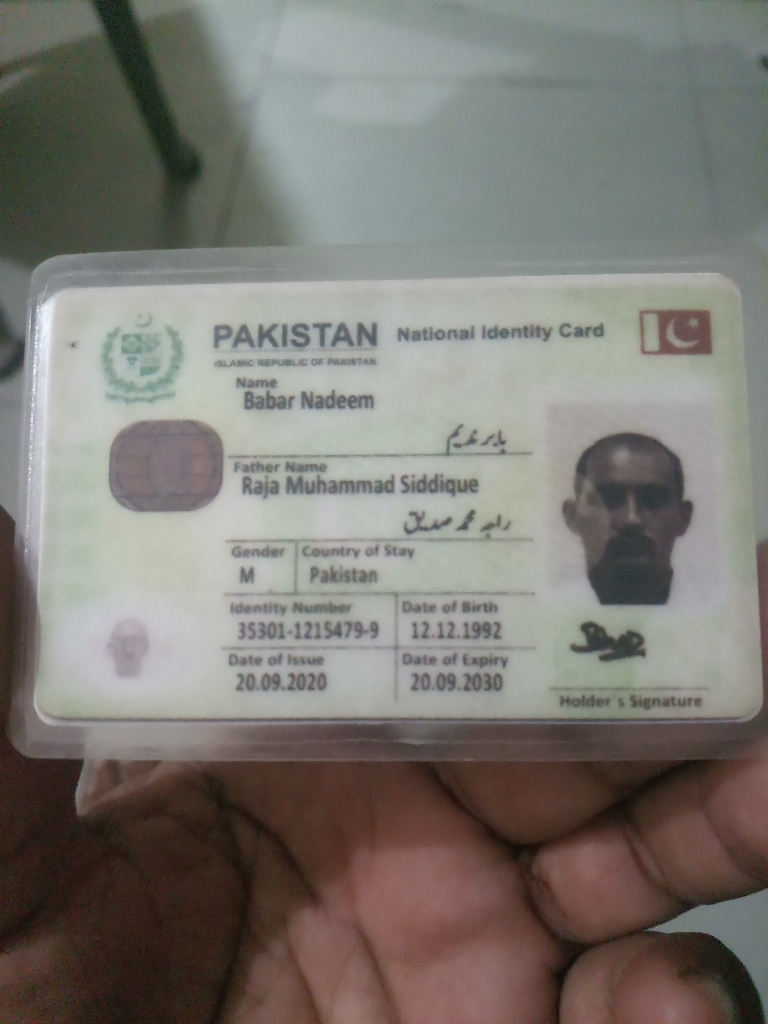 PAKISTAN National Identity Card
ISLAMIC REPUBLIC OF PAKISTAN
Name
Babar Nadeem
بابر ندیم
Father Name
Raja Muhammad Siddique
راجہ محمد صدیق
Gender Country of Stay
M Pakistan
Identity Number Date of Birth
35301-1215479-9 12.12.1992
Date of Issue Date of Expiry
20.09.2020 20.09.2030
Holder's Signature